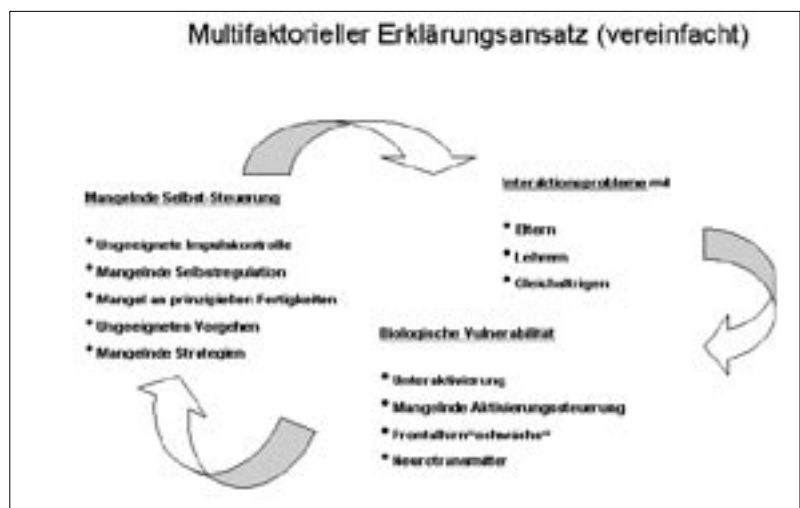 Multifaktorieller Erklärungsansatz (vereinfacht)
Mangelnde Selbst-Steuerung
* Ungeeignete Impulskontrolle
* Mangelnde Selbstregulation
* Mangel an prinzipiellen Fertigkeiten
* Ungeeignetes Vorgehen
* Mangelnde Strategien
Interaktionsprobleme mit
* Eltern
* Lehrern
* Gleichaltrigen
Biologische Vulnerabilität
* Unteraktivierung
* Mangelnde Aktivierungssteuerung
* Frontalhirn"schwäche"
* Neurotransmitter